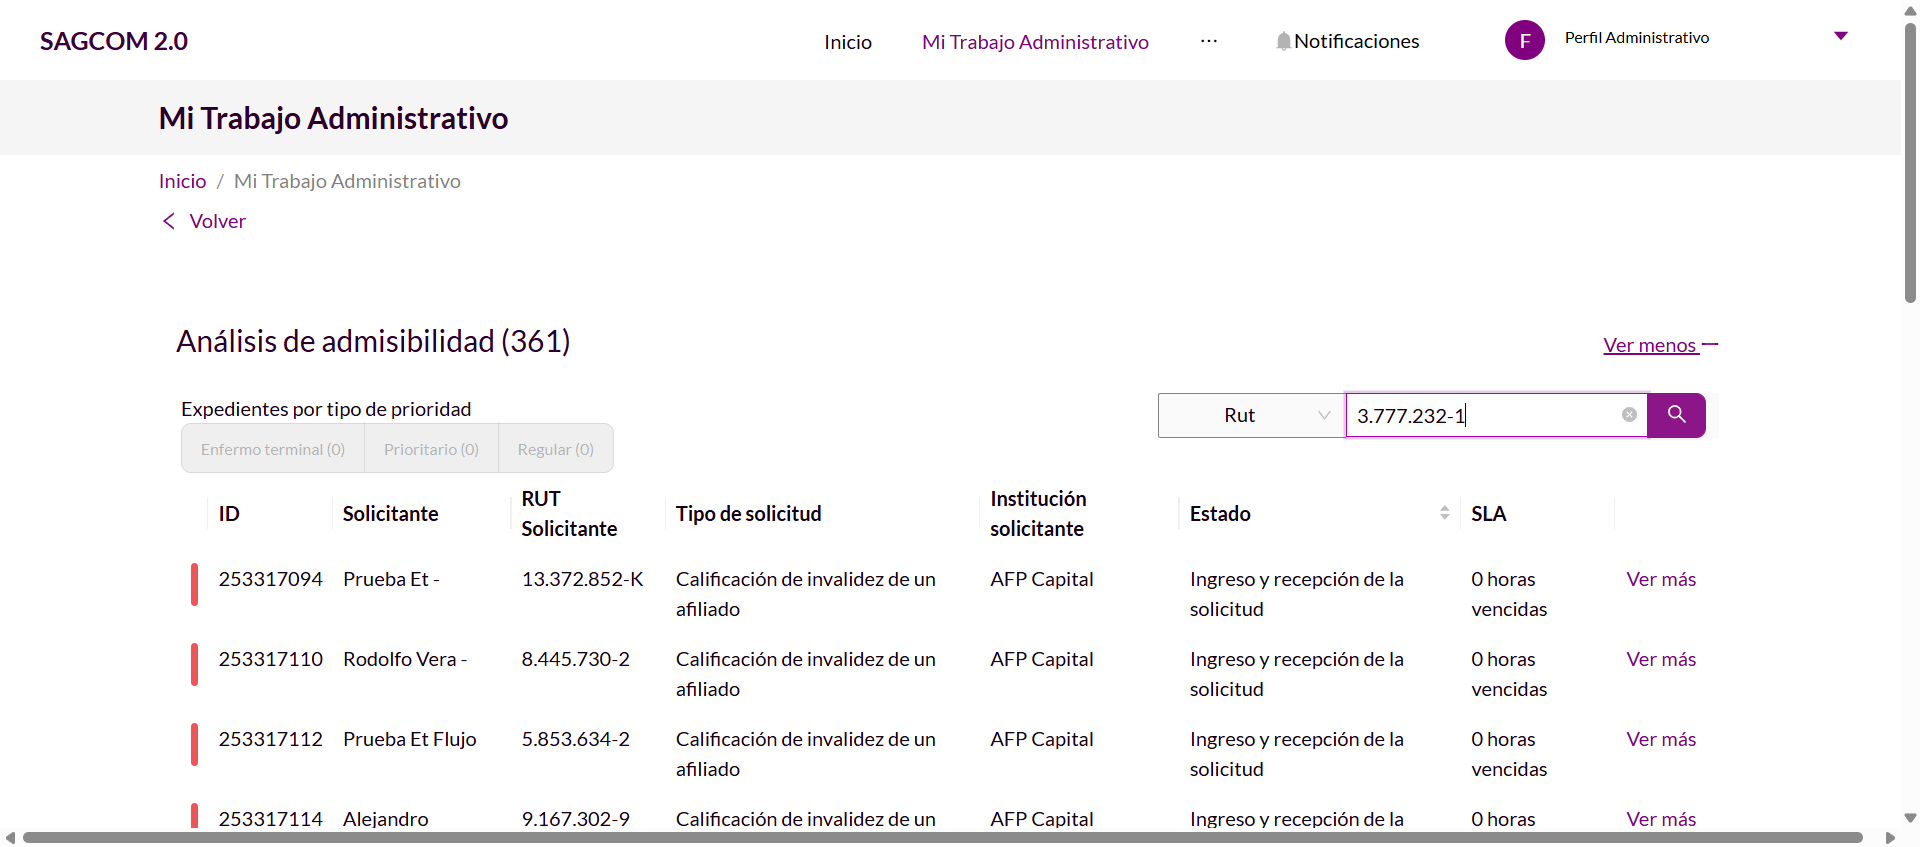 SAGCOM 2.0
Inicio
Mi Trabajo Administrativo
···
Notificaciones
F
Perfil Administrativo
Mi Trabajo Administrativo
Inicio / Mi Trabajo Administrativo
Volver
Análisis de admisibilidad (361)
Ver menos
Expedientes por tipo de prioridad
Enfermo terminal (0)
Prioritario (0)
Regular (0)
Rut
3.777.232-1
ID
Solicitante
RUT
Solicitante
Tipo de solicitud
Institución
solicitante
Estado
SLA
253317094 Prueba Et - 13.372.852-K Calificación de invalidez de un AFP Capital Ingreso y recepción de la 0 horas Ver más
afiliado solicitud vencidas
253317110 Rodolfo Vera - 8.445.730-2 Calificación de invalidez de un AFP Capital Ingreso y recepción de la 0 horas Ver más
afiliado solicitud vencidas
253317112 Prueba Et Flujo 5.853.634-2 Calificación de invalidez de un AFP Capital Ingreso y recepción de la 0 horas Ver más
afiliado solicitud vencidas
253317114 Alejandro 9.167.302-9 Calificación de invalidez de un AFP Capital Ingreso y recepción de la 0 horas Ver más